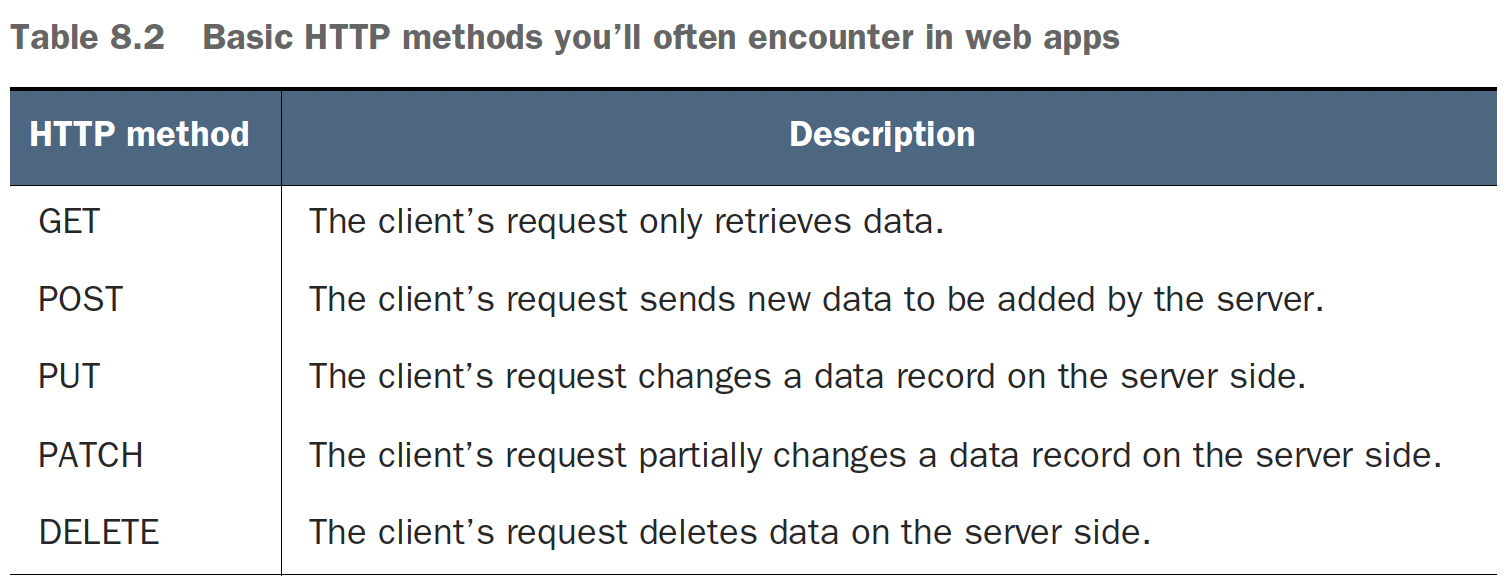 Table 8.2 Basic HTTP methods you’ll often encounter in web apps
HTTP method Description
GET The client’s request only retrieves data.
POST The client’s request sends new data to be added by the server.
PUT The client’s request changes a data record on the server side.
PATCH The client’s request partially changes a data record on the server side.
DELETE The client’s request deletes data on the server side.